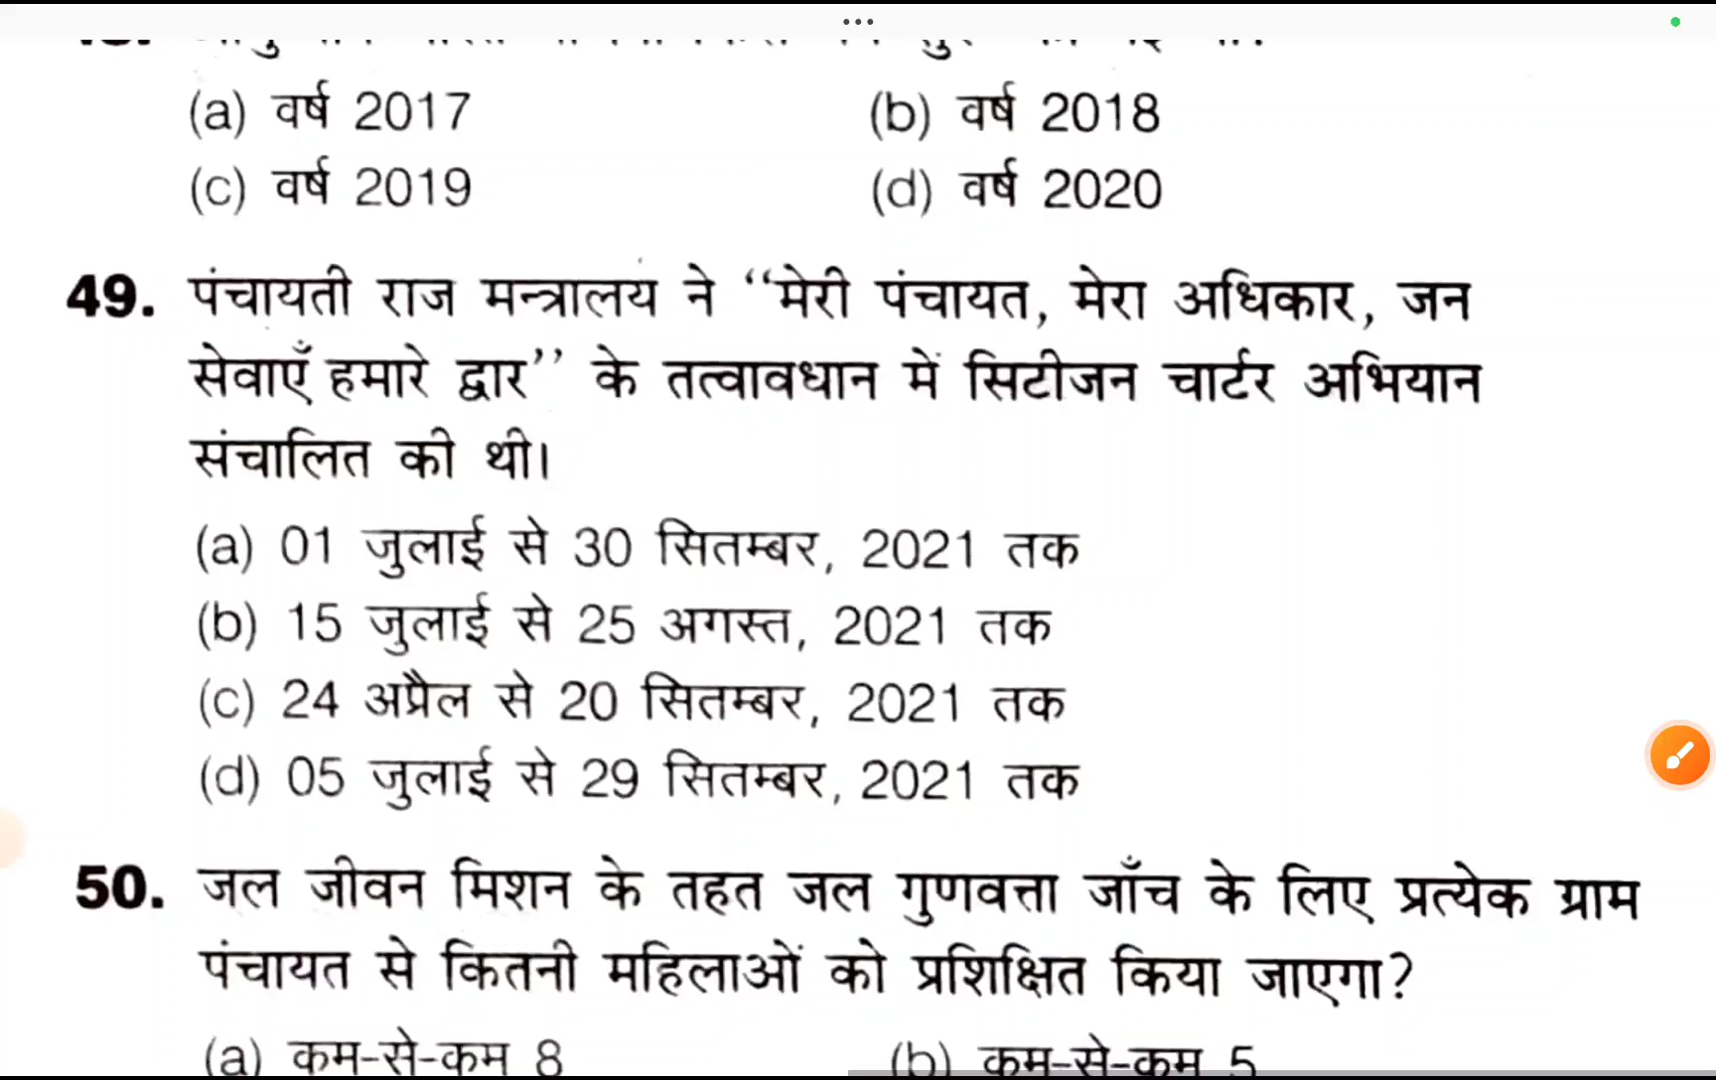 (a) वर्ष 2017 (b) वर्ष 2018
(c) वर्ष 2019 (d) वर्ष 2020
49. पंचायती राज मन्त्रालय ने ‘‘मेरी पंचायत, मेरा अधिकार, जन
सेवाएँ हमारे द्वार’’ के तत्वावधान में सिटीजन चार्टर अभियान
संचालित की थी।
(a) 01 जुलाई से 30 सितम्बर, 2021 तक
(b) 15 जुलाई से 25 अगस्त, 2021 तक
(c) 24 अप्रैल से 20 सितम्बर, 2021 तक
(d) 05 जुलाई से 29 सितम्बर, 2021 तक
50. जल जीवन मिशन के तहत जल गुणवत्ता जाँच के लिए प्रत्येक ग्राम
पंचायत से कितनी महिलाओं को प्रशिक्षित किया जाएगा?
(a) कम-से-कम 8 (b) कम-से-कम 5